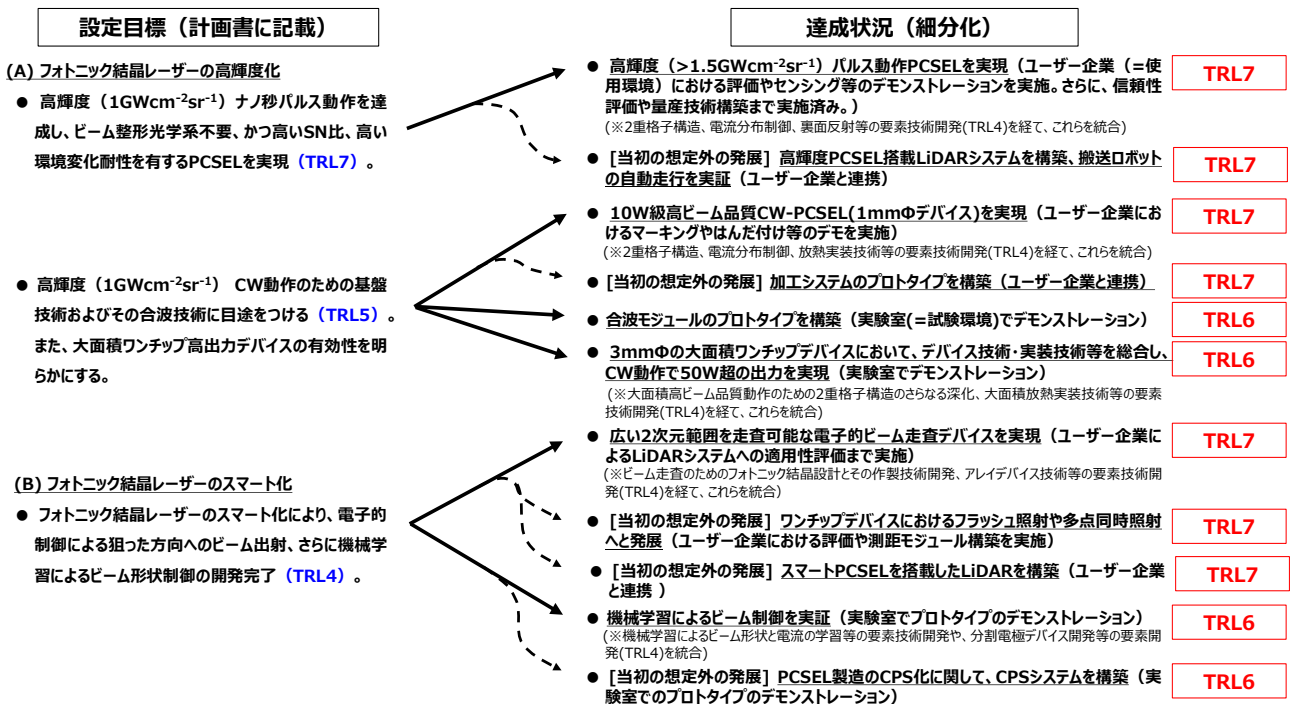 設定目標（計画書に記載）
(A) フォトニック結晶レーザーの高輝度化
● 高輝度（1GWcm-2sr-1）ナノ秒パルス動作を達
成し、ビーム整形光学系不要、かつ高いSN比、高い
環境変化耐性を有するPCSELを実現（TRL7）。
● 高輝度（1GWcm-2sr-1） CW動作のための基盤
技術およびその合波技術に目途をつける（TRL5）。
また、大面積ワンチップ高出力デバイスの有効性を明
らかにする。
(B) フォトニック結晶レーザーのスマート化
● フォトニック結晶レーザーのスマート化により、電子的
制御による狙った方向へのビーム出射、さらに機械学
習によるビーム形状制御の開発完了（TRL4）。
達成状況（細分化）
● 高輝度（>1.5GWcm-2sr-1）パルス動作PCSELを実現（ユーザー企業（=使
用環境）における評価やセンシング等のデモンストレーションを実施。さらに、信頼性
評価や量産技術構築まで実施済み。）
(※2重格子構造、電流分布制御、裏面反射等の要素技術開発(TRL4)を経て、これらを統合)
TRL7
● [当初の想定外の発展] 高輝度PCSEL搭載LiDARシステムを構築、搬送ロボット
の自動走行を実証（ユーザー企業と連携）
TRL7
● 10W級高ビーム品質CW-PCSEL(1mmΦデバイス)を実現（ユーザー企業にお
けるマーキングやはんだ付け等のデモを実施）
(※2重格子構造、電流分布制御、放熱実装技術等の要素技術開発(TRL4)を経て、これらを統合)
TRL7
● [当初の想定外の発展] 加工システムのプロトタイプを構築（ユーザー企業と連携）
TRL7
● 合波モジュールのプロトタイプを構築（実験室(=試験環境)でデモンストレーション）
TRL6
● 3mmΦの大面積ワンチップデバイスにおいて、デバイス技術・実装技術等を総合し、
CW動作で50W超の出力を実現（実験室でデモンストレーション）
(※大面積高ビーム品質動作のための2重格子構造のさらなる深化、大面積放熱実装技術等の要素
技術開発(TRL4)を経て、これらを統合)
TRL6
● 広い2次元範囲を走査可能な電子的ビーム走査デバイスを実現（ユーザー企業に
よるLiDARシステムへの適用性評価まで実施）
(※ビーム走査のためのフォトニック結晶設計とその作製技術開発、アレイデバイス技術等の要素技術開
発(TRL4)を経て、これらを統合)
TRL7
● [当初の想定外の発展] ワンチップデバイスにおけるフラッシュ照射や多点同時照射
へと発展（ユーザー企業における評価や測距モジュール構築を実施）
TRL7
● [当初の想定外の発展] スマートPCSELを搭載したLiDARを構築（ユーザー企業
と連携 ）
TRL7
● 機械学習によるビーム制御を実証（実験室でプロトタイプのデモンストレーション）
(※機械学習によるビーム形状と電流の学習等の要素技術開発や、分割電極デバイス開発等の要素開
発(TRL4)を統合)
TRL6
● [当初の想定外の発展] PCSEL製造のCPS化に関して、CPSシステムを構築（実
験室でのプロトタイプのデモンストレーション）
TRL6